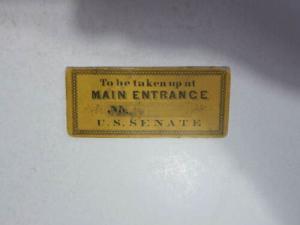 To be taken up at
MAIN ENTRANCE
U.S. SENATE